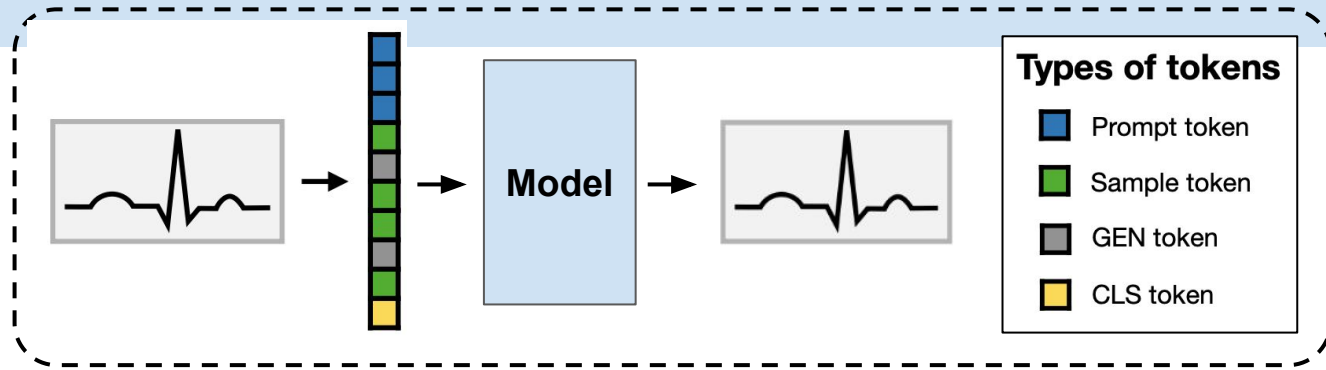 Model
Types of tokens
Prompt token
Sample token
GEN token
CLS token